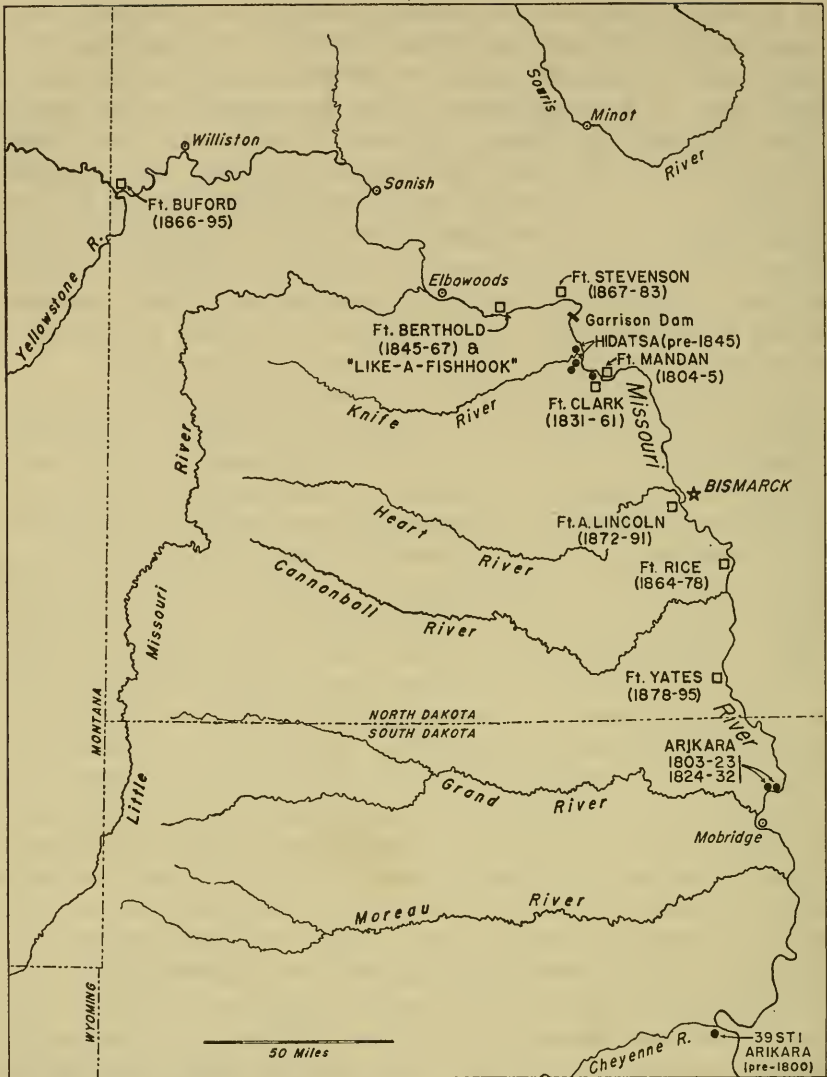 Souris
Minot
River
Williston
Sanish
Ft. BUFORD
(1866-95)
Yellowstone R.
Elbowoods
Ft. STEVENSON
(1867-83)
Garrison Dam
Ft. BERTHOLD
(1845-67) &
"LIKE-A-FISHHOOK"
HIDATSA (pre-1845)
Ft. MANDAN
(1804-5)
Ft. CLARK
(1831-61)
Knife River
Missouri River
BISMARCK
Heart River
Ft. A. LINCOLN
(1872-91)
Ft. RICE
(1864-78)
Cannonball River
Little Missouri River
Ft. YATES
(1878-95)
MONTANA
NORTH DAKOTA
SOUTH DAKOTA
ARIKARA
1803-23
1824-32
Grand River
Mobridge
Moreau River
WYOMING
50 Miles
Cheyenne R.
39ST1
ARIKARA
(pre-1800)